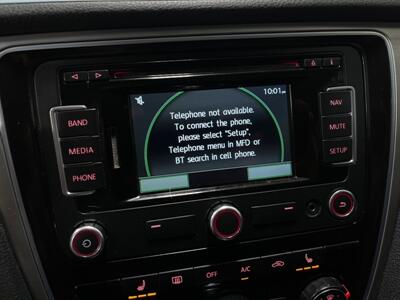 10:01
Telephone not available.
To connect the phone,
please select "Setup",
Telephone menu in MFD or
BT search in cell phone.
BAND
MEDIA
PHONE
NAV
MUTE
SETUP
OFF
A/C